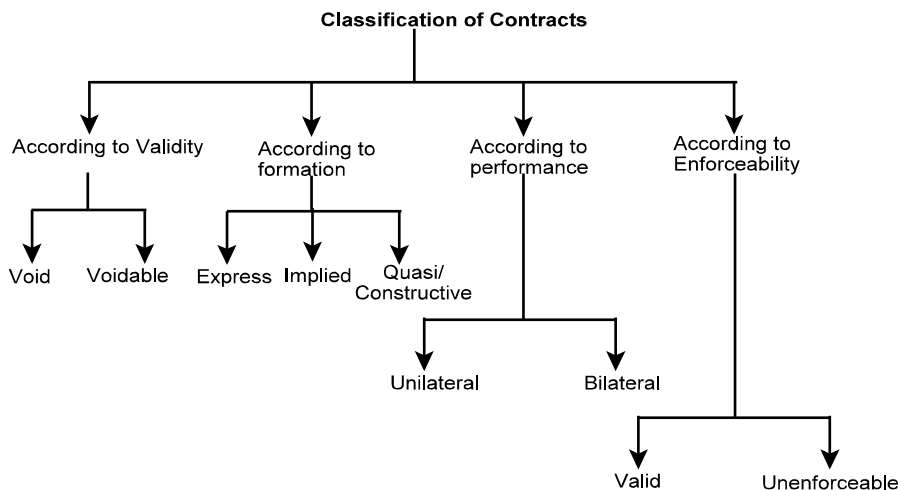 Classification of Contracts
According to Validity
According to
formation
According to
performance
According to
Enforceability
Void
Voidable
Express
Implied
Quasi/
Constructive
Unilateral
Bilateral
Valid
Unenforceable